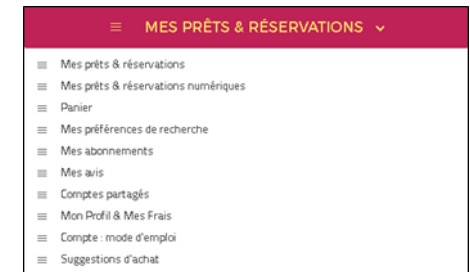 MES PRÊTS & RÉSERVATIONS
Mes prêts & réservations
Mes prêts & réservations numériques
Panier
Mes préférences de recherche
Mes abonnements
Mes avis
Comptes partagés
Mon Profil & Mes Frais
Compte : mode d'emploi
Suggestions d'achat